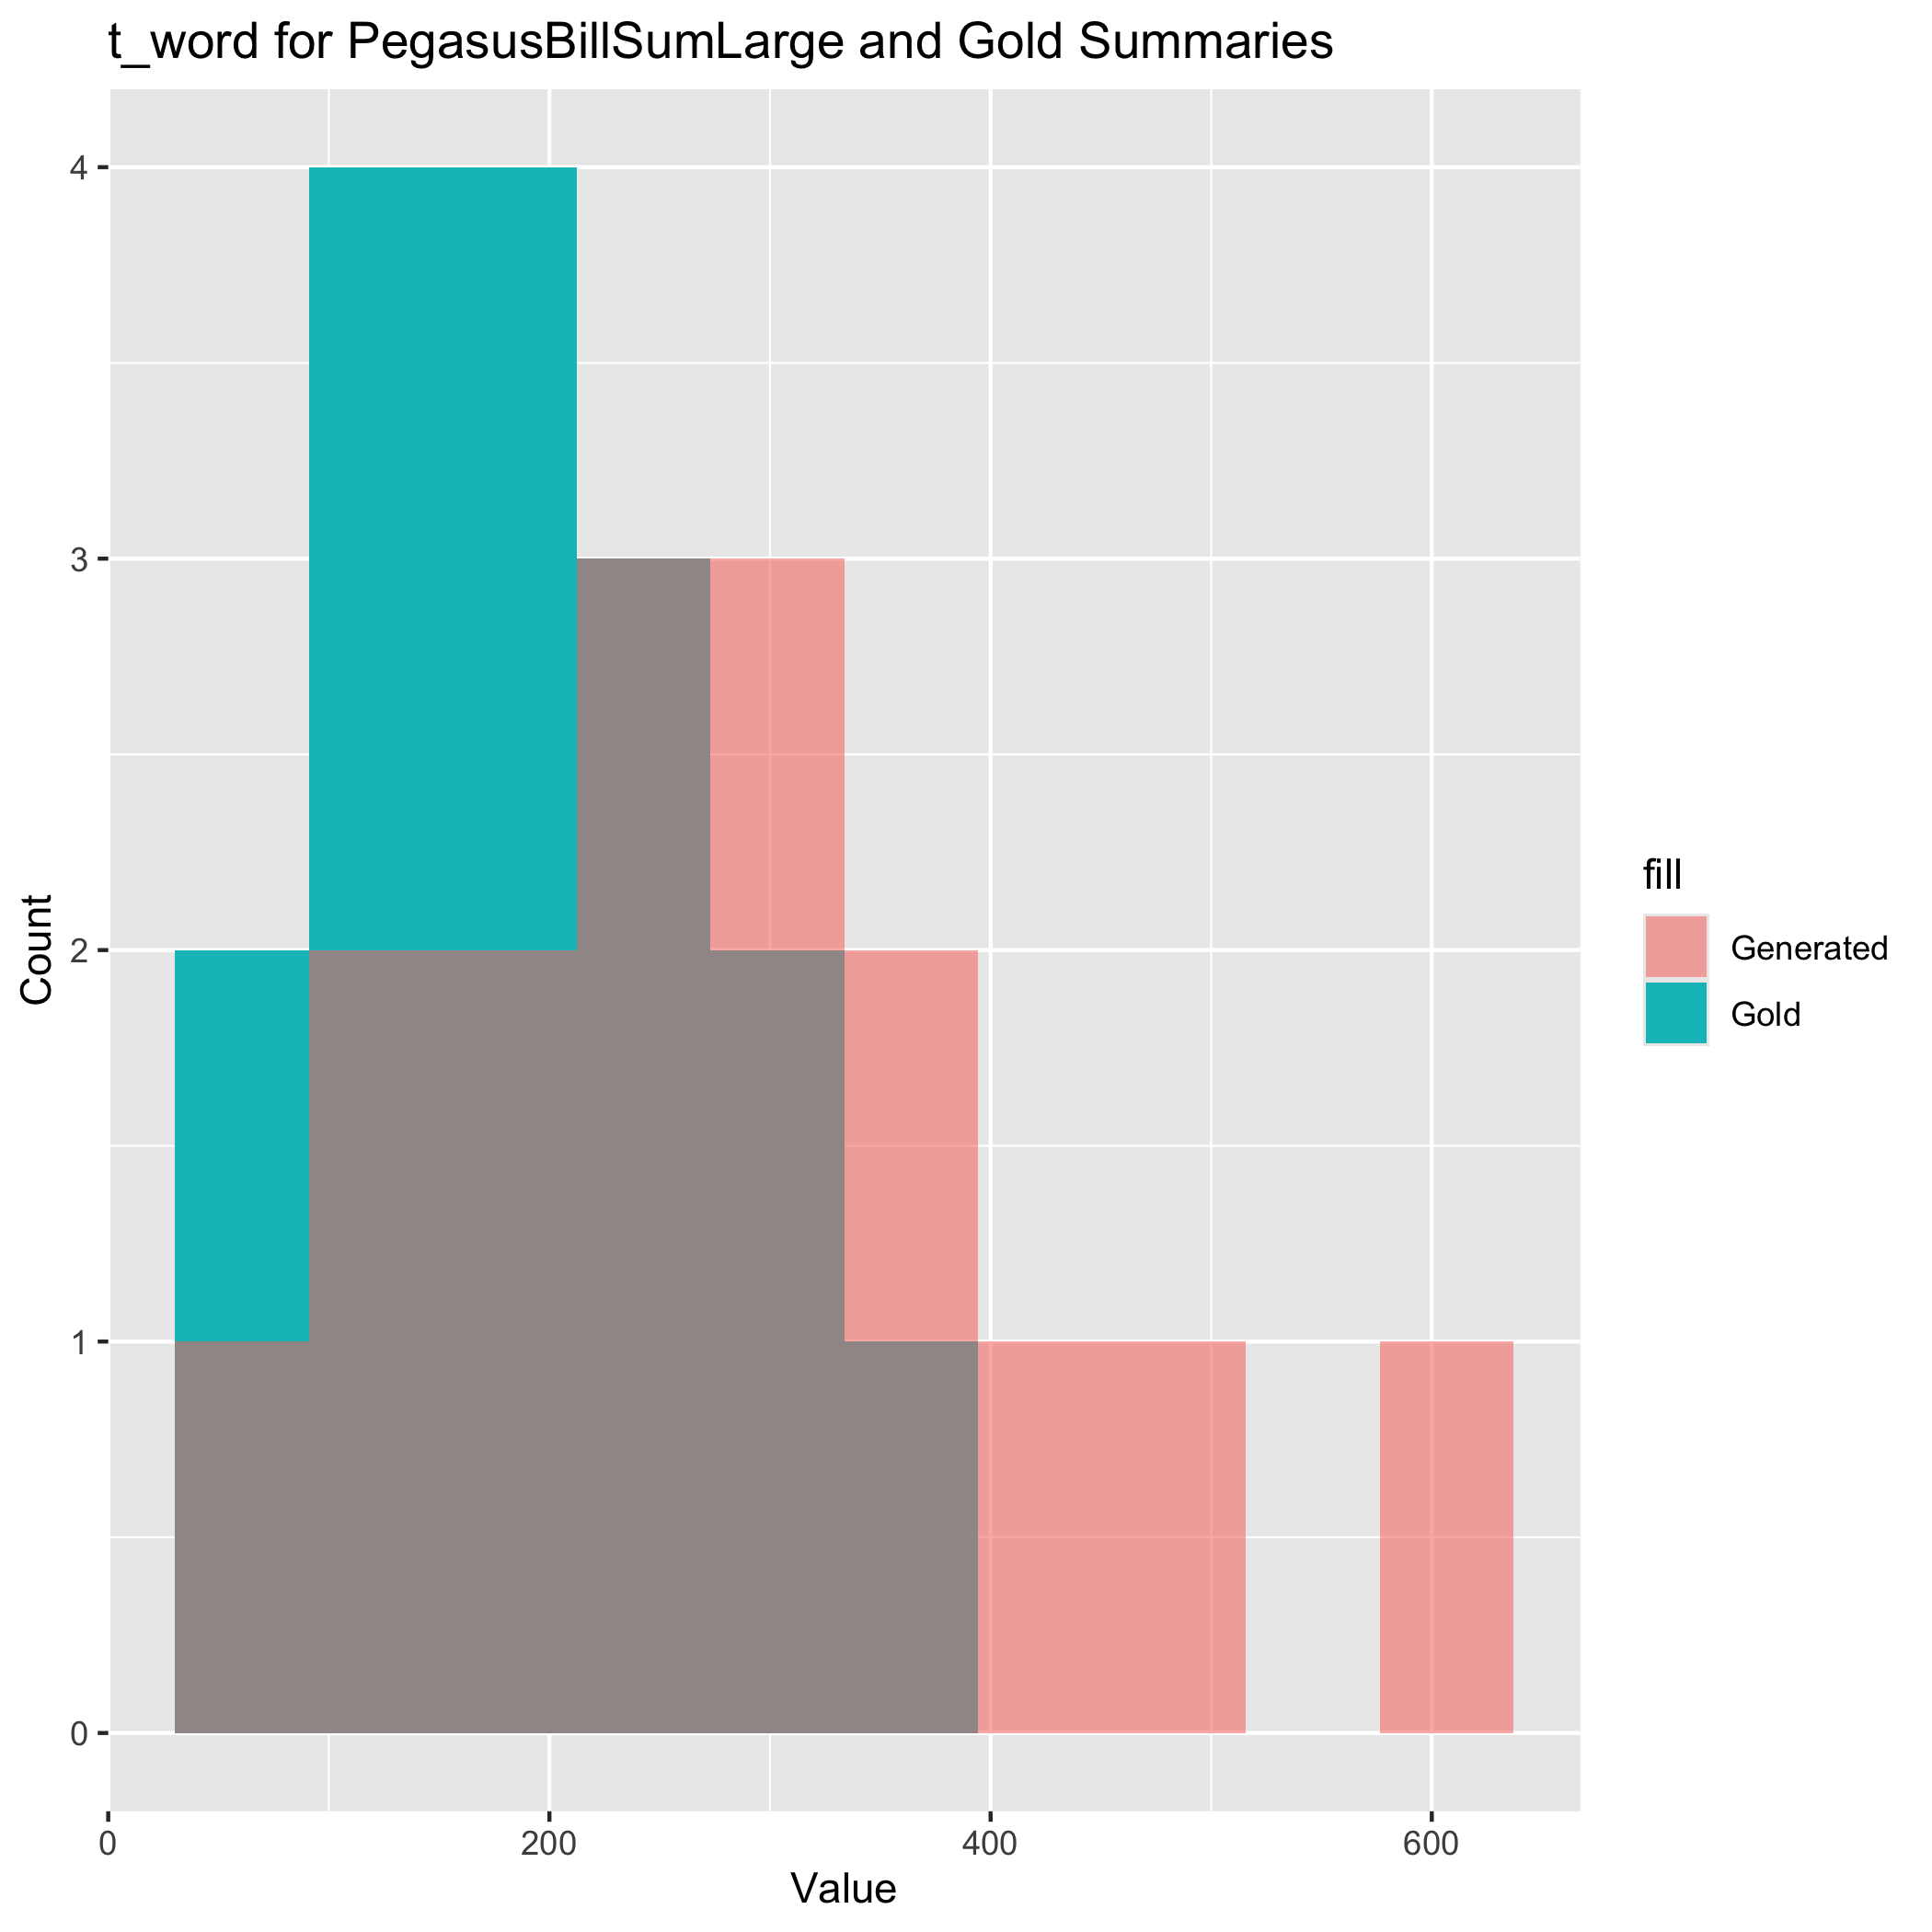 t_word for PegasusBillSumLarge and Gold Summaries
4
3
2
1
0
Count
0
200
400
600
Value
fill
Generated
Gold